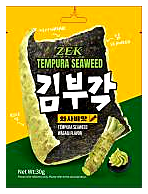 ZEK
TEMPURA SEAWEED
김부각
와사비맛
TEMPURA SEAWEED
WASABI FLAVOR
Net Wt.30g